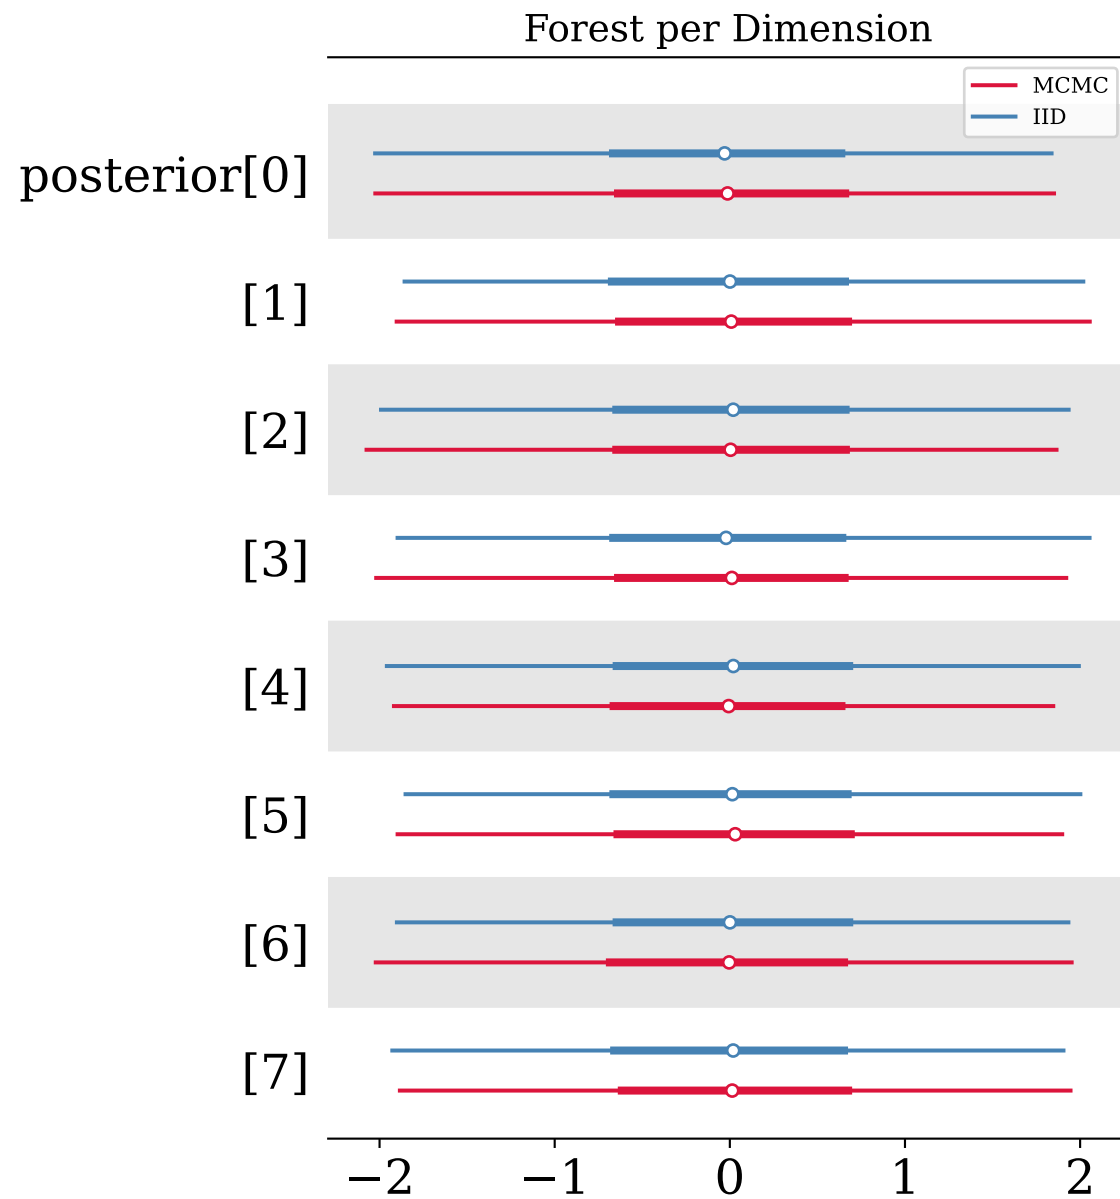 Forest per Dimension
MCMC
IID
posterior[0]
[1]
[2]
[3]
[4]
[5]
[6]
[7]
−2 −1 0 1 2